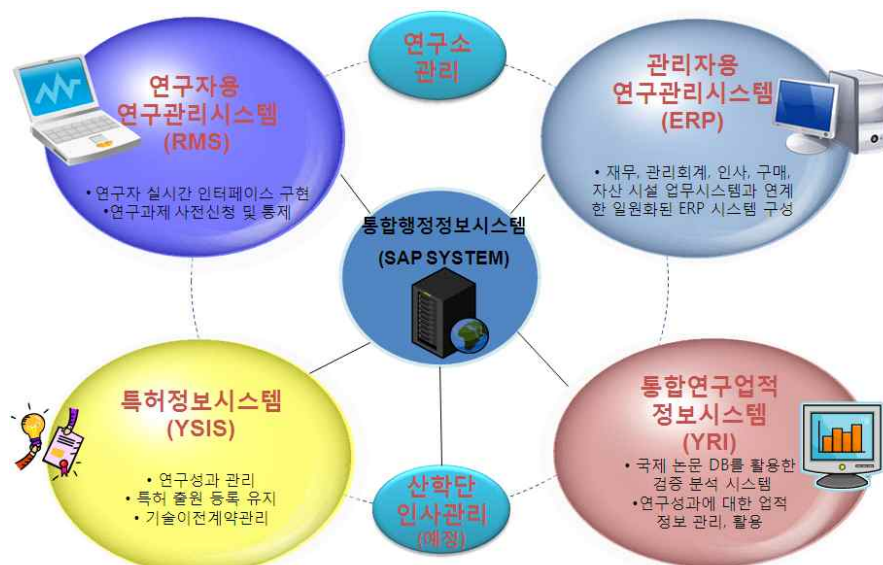 연구소
관리
연구자용
연구관리시스템
(RMS)
• 연구자 실시간 인터페이스 구현
•연구과제 사전신청 및 통제
관리자용
연구관리시스템
(ERP)
• 재무, 관리회계, 인사, 구매,
자산 시설 업무시스템과 연계
한 일원화된 ERP 시스템 구성
통합행정정보시스템
(SAP SYSTEM)
특허정보시스템
(YSIS)
• 연구성과 관리
• 특허 출원 등록 유지
• 기술이전계약관리
통합연구업적
정보시스템
(YRI)
• 국제 논문 DB를 활용한
검증 분석 시스템
•연구성과에 대한 업적
정보 관리, 활용
산학단
인사관리
(예정)